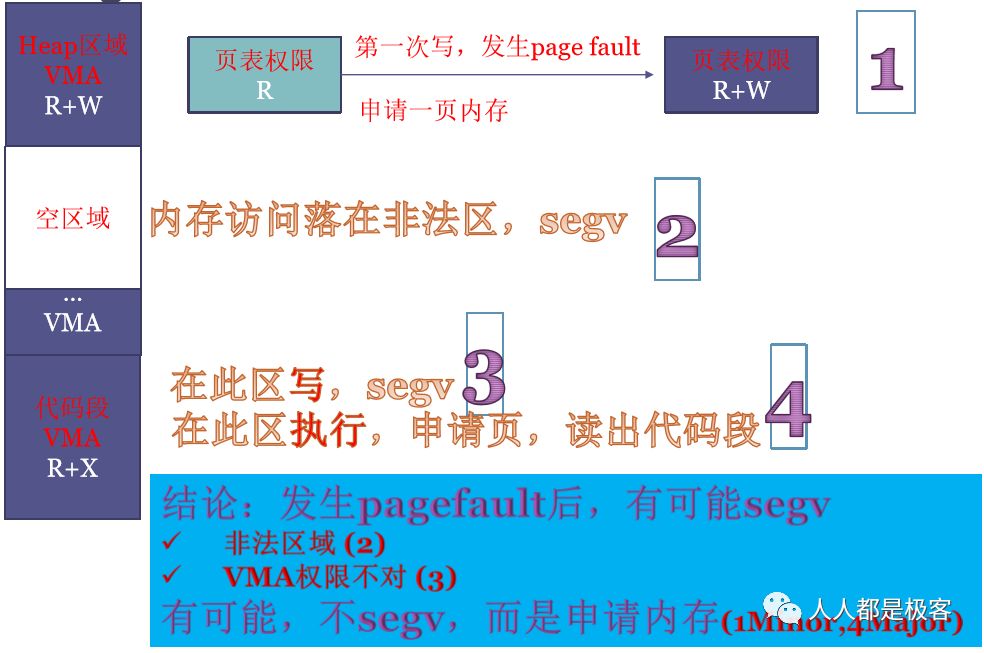 Heap区域
VMA
R+W
页表权限
R
第一次写，发生page fault
申请一页内存
页表权限
R+W
1
空区域
内存访问落在非法区，segv
2
...
VMA
代码段
VMA
R+X
在此区写，segv
3
在此区执行，申请页，读出代码段
4
结论：发生pagefault后，有可能segv
✓ 非法区域 (2)
✓ VMA权限不对 (3)
有可能，不segv，而是申请内存(1Minor,4Major)
人人都是极客